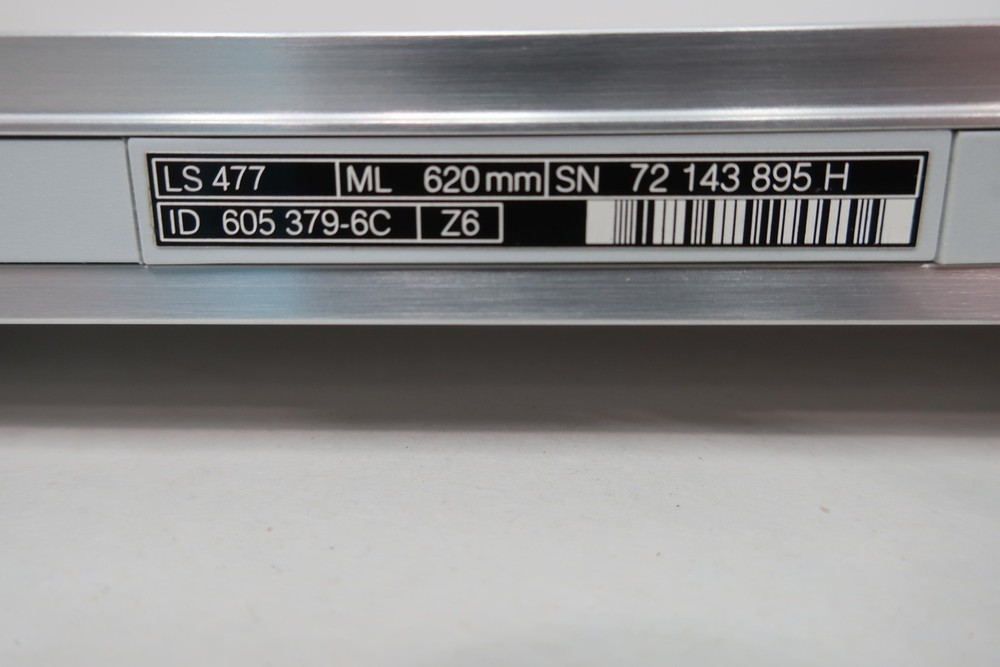 LS 477 ML 620 mm SN 72 143 895 H
ID 605 379-6C Z6